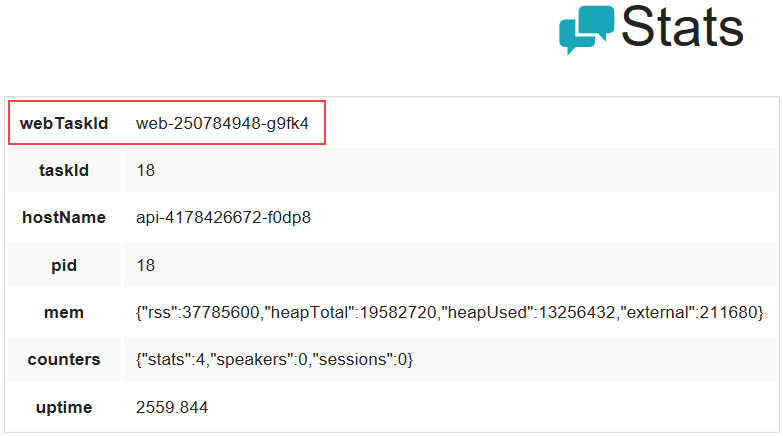 Stats
webTaskId web-250784948-g9fk4
taskId 18
hostName api-4178426672-f0dp8
pid 18
mem {"rss":37785600,"heapTotal":19582720,"heapUsed":13256432,"external":211680}
counters {"stats":4,"speakers":0,"sessions":0}
uptime 2559.844